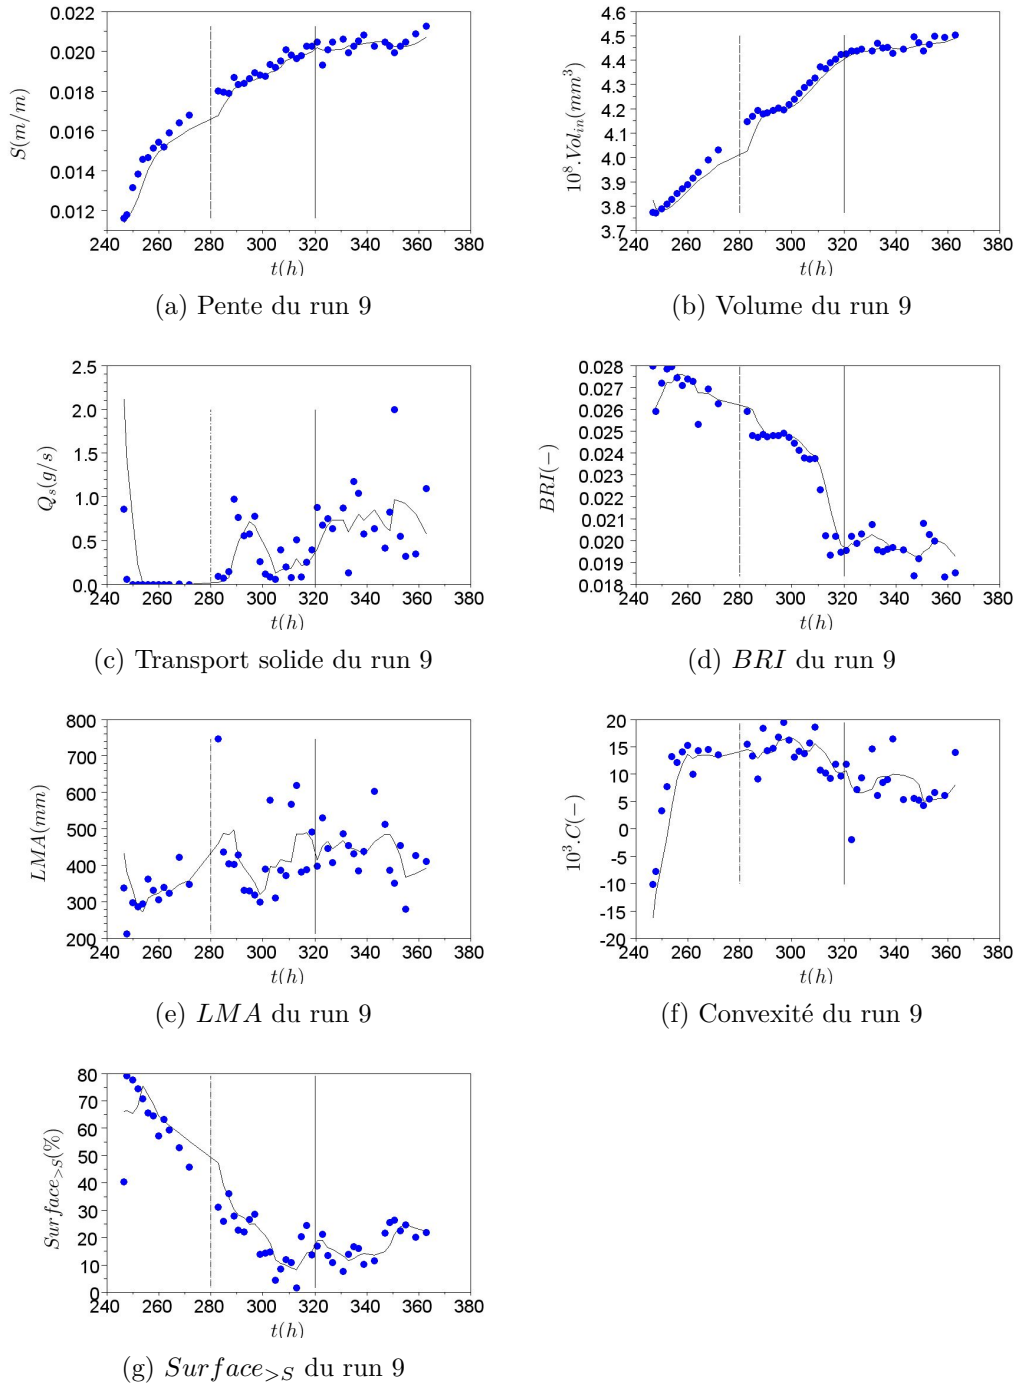 0.022
0.020
0.018
0.016
0.014
0.012
240 260 280 300 320 340 360 380
S(m/m)
t(h)
(a) Pente du run 9
4.6
4.5
4.4
4.3
4.2
4.1
4.0
3.9
3.8
3.7
240 260 280 300 320 340 360 380
10⁸.Vol_in(mm³)
t(h)
(b) Volume du run 9
2.5
2.0
1.5
1.0
0.5
0.0
240 260 280 300 320 340 360 380
Q_s(g/s)
t(h)
(c) Transport solide du run 9
0.028
0.027
0.026
0.025
0.024
0.023
0.022
0.021
0.020
0.019
0.018
240 260 280 300 320 340 360 380
BRI(−)
t(h)
(d) BRI du run 9
800
700
600
500
400
300
200
240 260 280 300 320 340 360 380
LMA(mm)
t(h)
(e) LMA du run 9
20
15
10
5
0
-5
-10
-15
-20
240 260 280 300 320 340 360 380
10³.C(−)
t(h)
(f) Convexité du run 9
80
70
60
50
40
30
20
10
0
240 260 280 300 320 340 360 380
Surface_>S(%)
t(h)
(g) Surface_>S du run 9